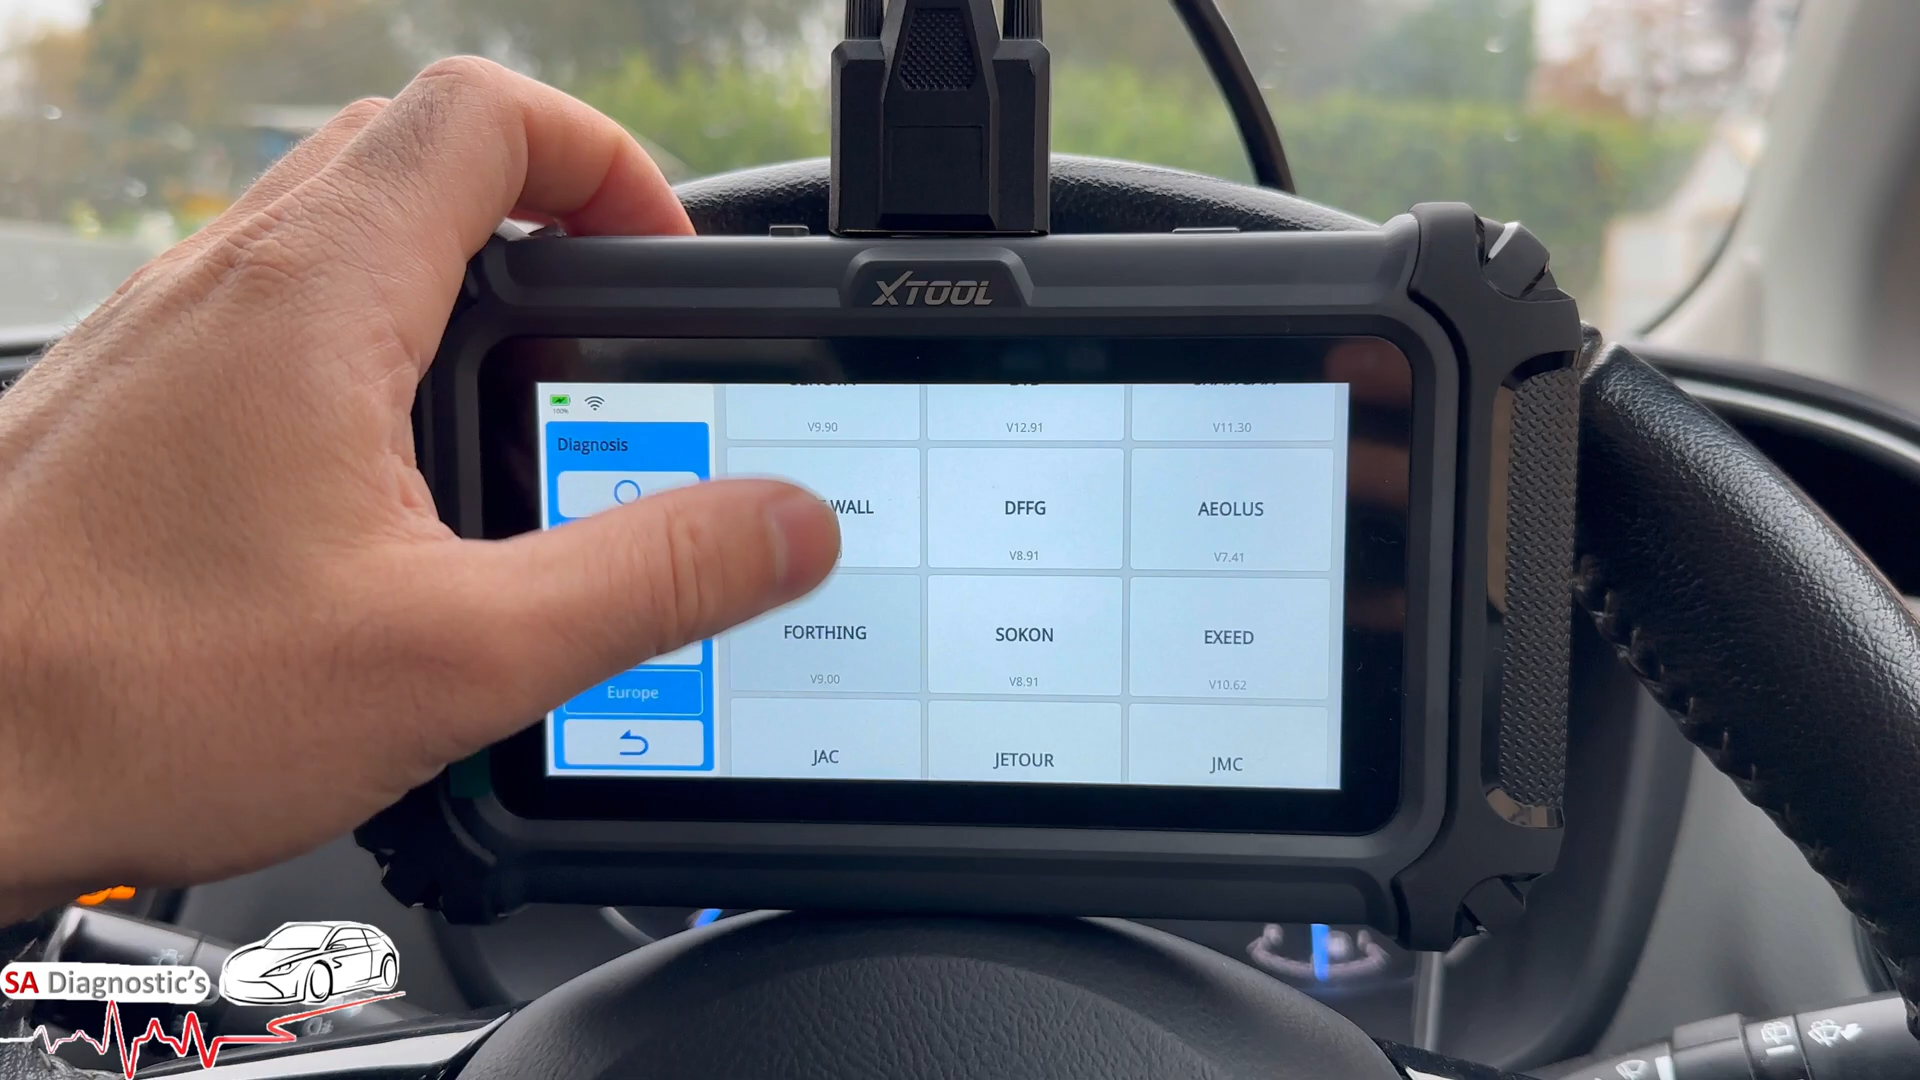 XTOOL
100%
Diagnosis
V9.90
V12.91
V11.30
WALL
DFFG
AEOLUS
V8.91
V7.41
FORTHING
SOKON
EXEED
V9.00
V8.91
V10.62
Europe
JAC
JETOUR
JMC
SA Diagnostic's